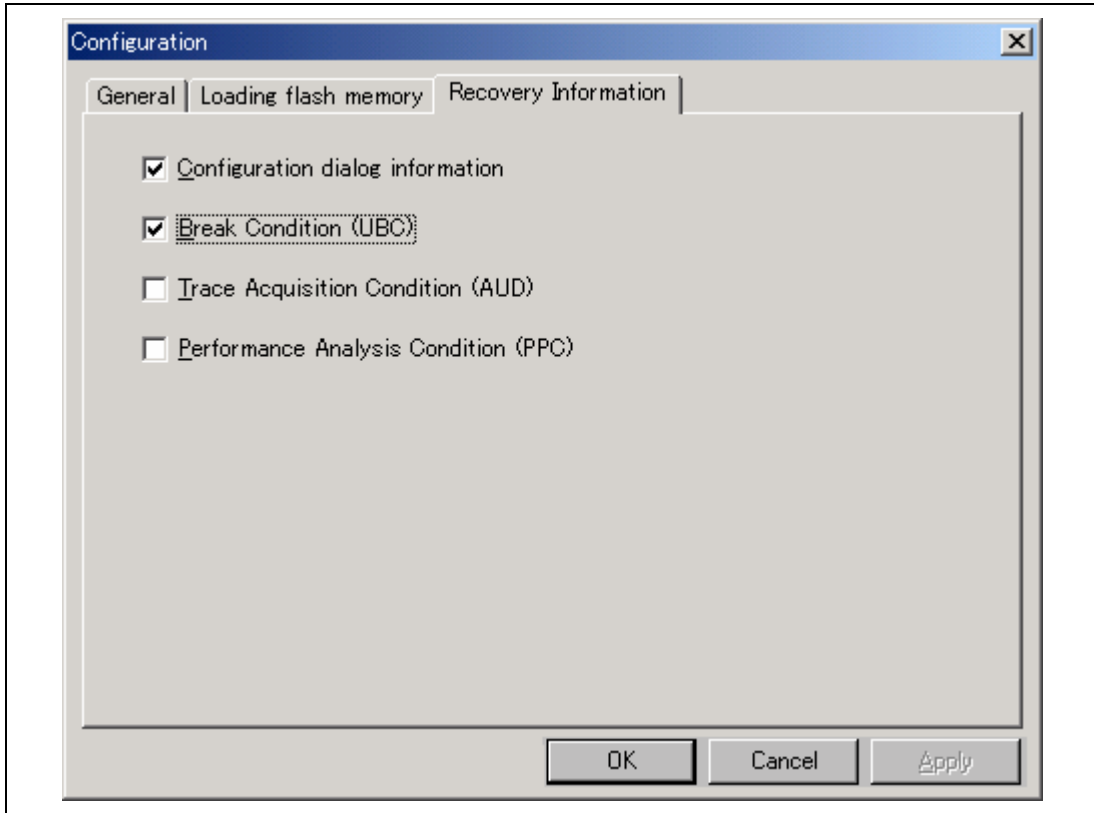 Configuration
General Loading flash memory Recovery Information
Configuration dialog information
Break Condition (UBC)
Trace Acquisition Condition (AUD)
Performance Analysis Condition (PPC)
OK Cancel Apply